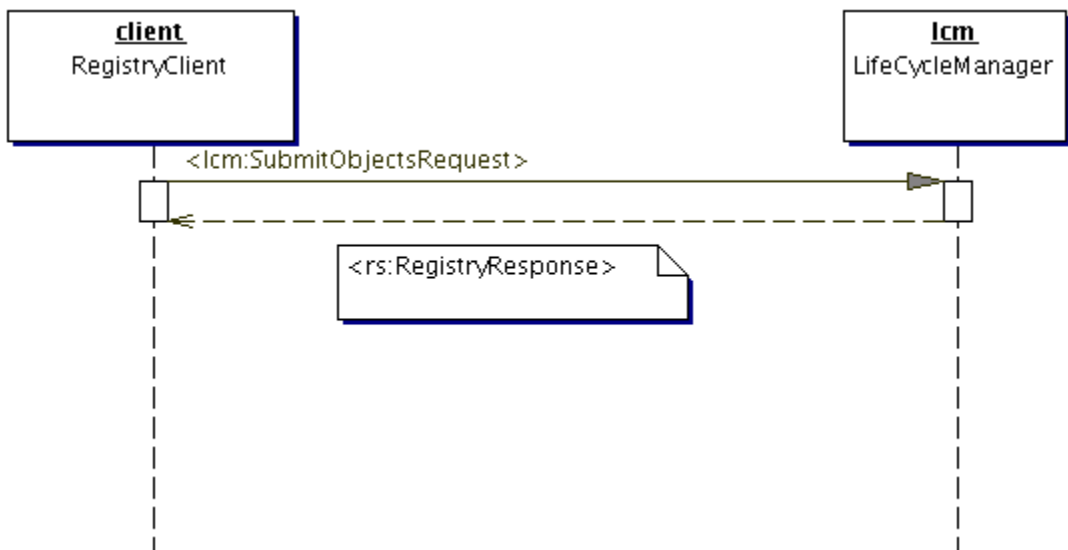 client
RegistryClient
lcm
LifeCycleManager
<lcm:SubmitObjectsRequest>
<rs:RegistryResponse>